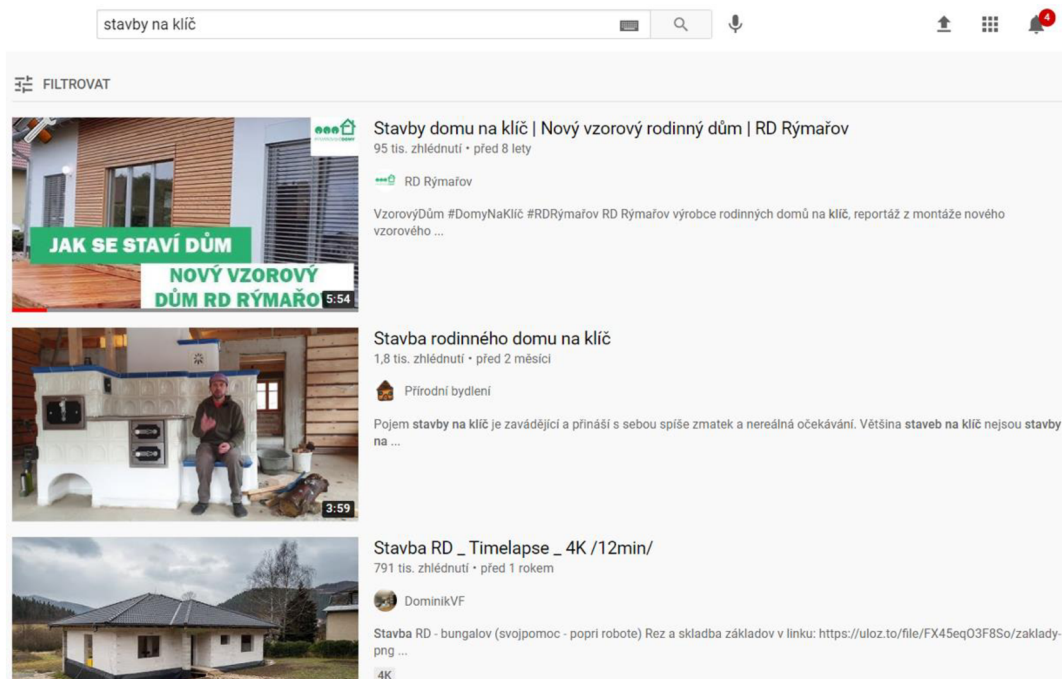 stavby na klíč
4
FILTROVAT
JAK SE STAVÍ DŮM
NOVÝ VZOROVÝ
DŮM RD RÝMAŘOV
5:54
Stavby domu na klíč | Nový vzorový rodinný dům | RD Rýmařov
95 tis. zhlédnutí • před 8 lety
RD Rýmařov
VzorovýDům #DomyNaKlíč #RDRýmařov RD Rýmařov výrobce rodinných domů na klíč, reportáž z montáže nového
vzorového ...
3:59
Stavba rodinného domu na klíč
1,8 tis. zhlédnutí • před 2 měsíci
Přírodní bydlení
Pojem stavby na klíč je zavádějící a přináší s sebou spíše zmatek a nereálná očekávání. Většina staveb na klíč nejsou stavby
na ...
Stavba RD _ Timelapse _ 4K /12min/
791 tis. zhlédnutí • před 1 rokem
DominikVF
Stavba RD - bungalov (svojpomoc - popri robote) Rez a skladba základov v linku: https://uloz.to/file/FX45eqO3F8So/zaklady-
png ...
4K